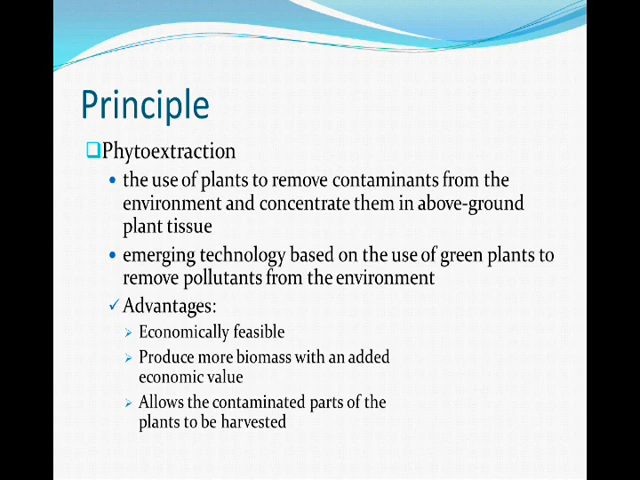 Principle
Phytoextraction
the use of plants to remove contaminants from the
environment and concentrate them in above-ground
plant tissue
emerging technology based on the use of green plants to
remove pollutants from the environment
Advantages:
Economically feasible
Produce more biomass with an added
economic value
Allows the contaminated parts of the
plants to be harvested